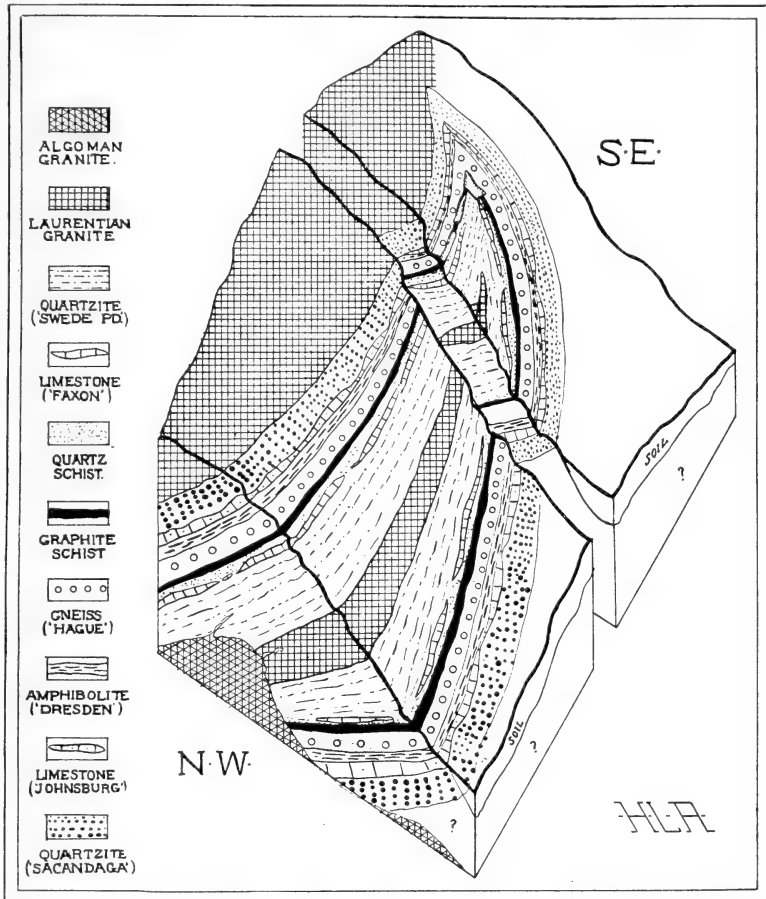 ALGOMAN
GRANITE.
LAURENTIAN
GRANITE
QUARTZITE
('SWEDE PD.')
LIMESTONE
('FAXON')
QUARTZ
SCHIST.
GRAPHITE
SCHIST
GNEISS
('HAGUE')
AMPHIBOLITE
('DRESDEN')
LIMESTONE
(JOHNSBURG')
QUARTZITE
('SACANDAGA')
S.E.
SOIL
?
N.W.
SOIL
?
?
HLA